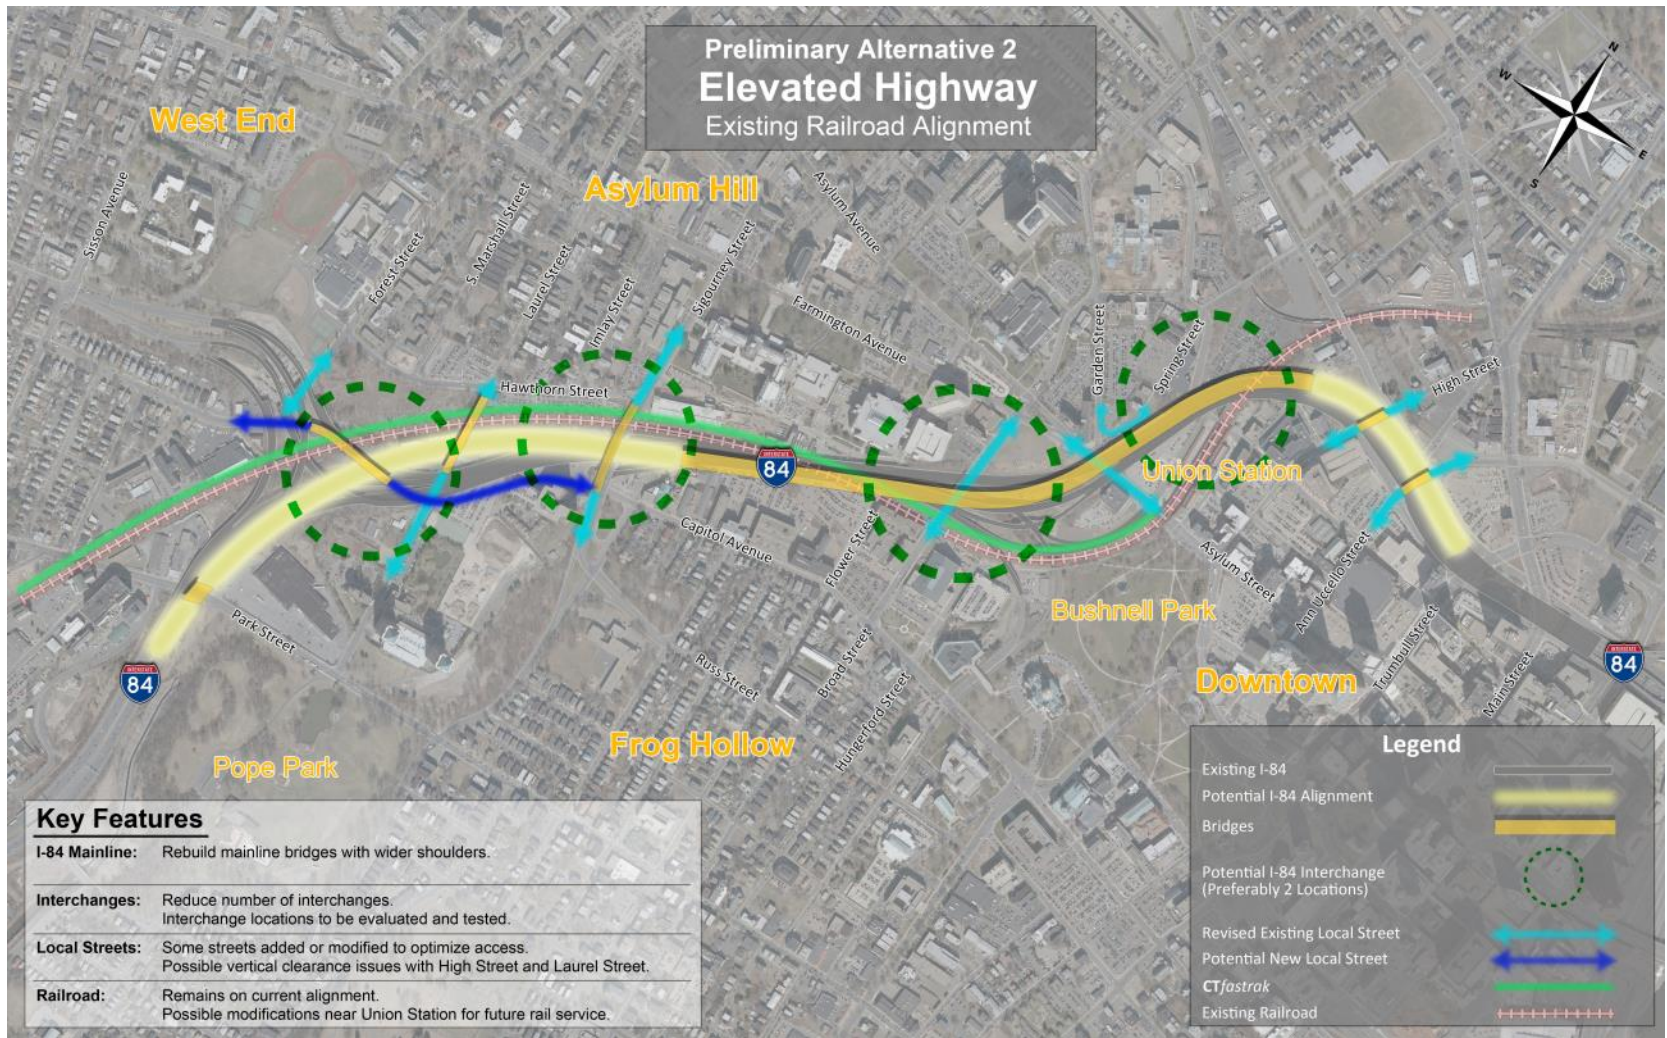 Preliminary Alternative 2
Elevated Highway
Existing Railroad Alignment
N
W
E
S
West End
Asylum Hill
Sisson Avenue
Forest Street
S. Marshall Street
Laurel Street
Imlay Street
Sigourney Street
Asylum Avenue
Farmington Avenue
Garden Street
Spring Street
High Street
Hawthorn Street
INTERSTATE
84
Union Station
Capitol Avenue
Flower Street
Asylum Street
Ann Uccello Street
Bushnell Park
Park Street
INTERSTATE
84
Russ Street
Broad Street
Hungerford Street
Downtown
Trumbull Street
Main Street
INTERSTATE
84
Frog Hollow
Pope Park
Key Features
I-84 Mainline: Rebuild mainline bridges with wider shoulders.
Interchanges: Reduce number of interchanges.
Interchange locations to be evaluated and tested.
Local Streets: Some streets added or modified to optimize access.
Possible vertical clearance issues with High Street and Laurel Street.
Railroad: Remains on current alignment.
Possible modifications near Union Station for future rail service.
Legend
Existing I-84
Potential I-84 Alignment
Bridges
Potential I-84 Interchange
(Preferably 2 Locations)
Revised Existing Local Street
Potential New Local Street
CTfastrak
Existing Railroad